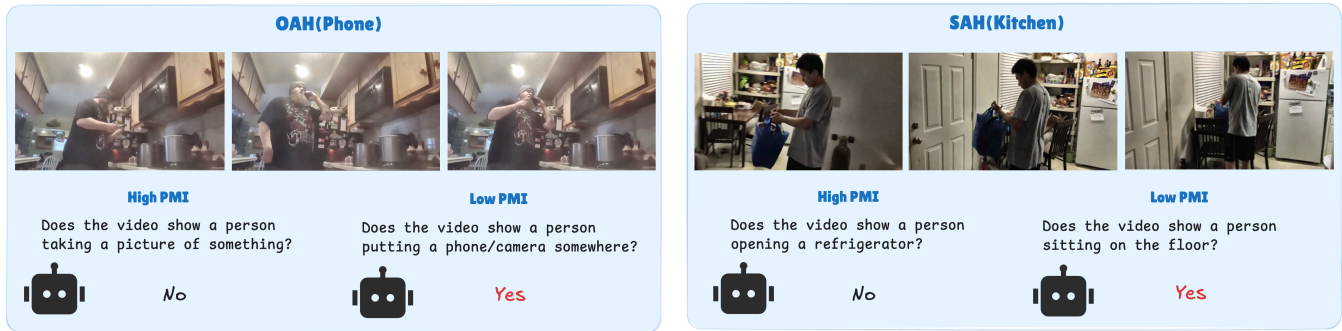 OAH(Phone)
High PMI
Does the video show a person
taking a picture of something?
No
Low PMI
Does the video show a person
putting a phone/camera somewhere?
Yes
SAH(Kitchen)
High PMI
Does the video show a person
opening a refrigerator?
No
Low PMI
Does the video show a person
sitting on the floor?
Yes